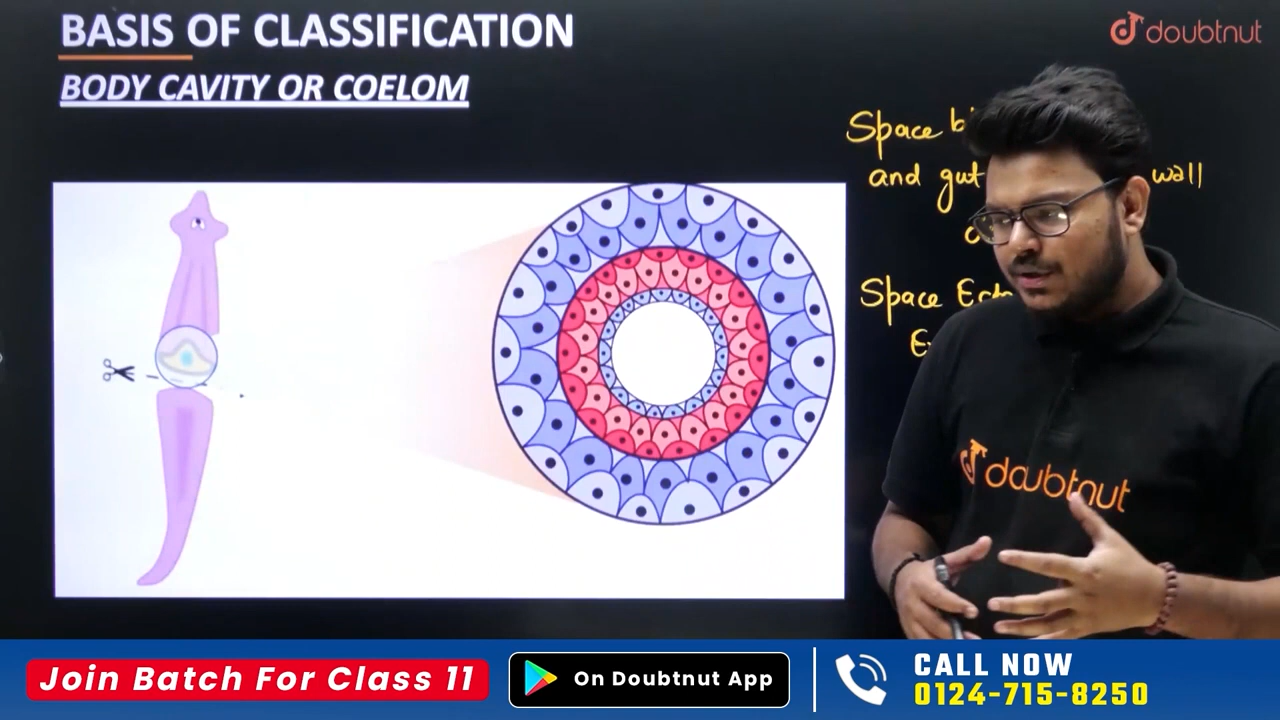 BASIS OF CLASSIFICATION
doubtnut
BODY CAVITY OR COELOM
Space
and gut wall
Space
doubtnut
Join Batch For Class 11
On Doubtnut App
CALL NOW
0124-715-8250